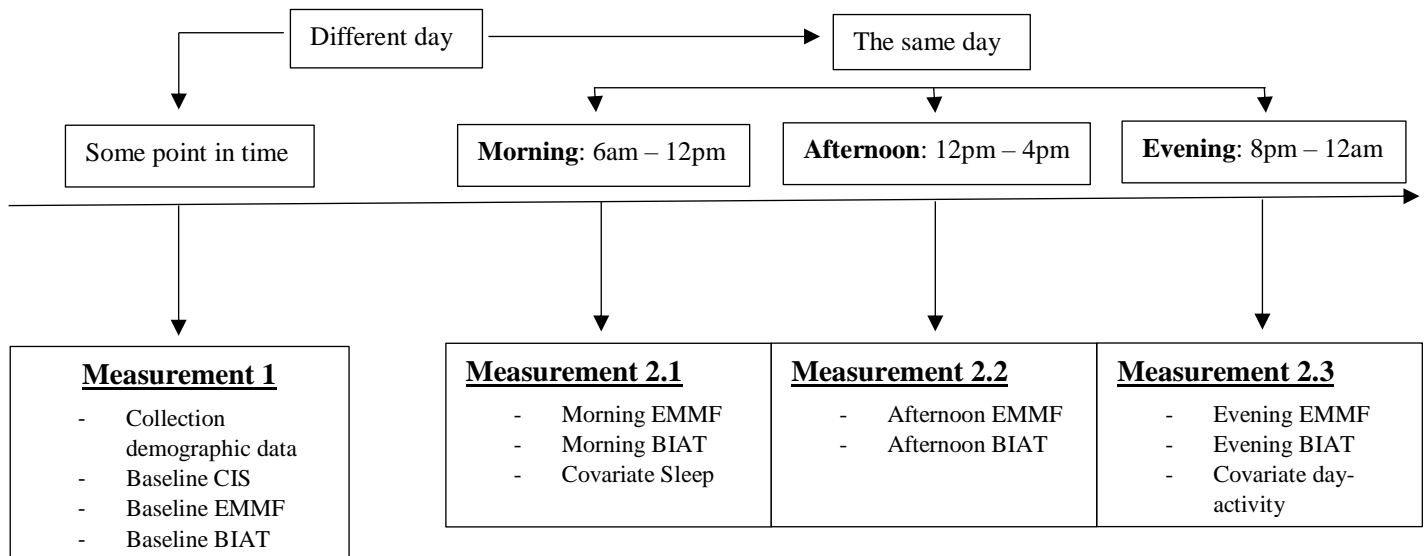 Different day
The same day
Some point in time
Morning: 6am – 12pm
Afternoon: 12pm – 4pm
Evening: 8pm – 12am
Measurement 1
- Collection
demographic data
- Baseline CIS
- Baseline EMMF
- Baseline BIAT
Measurement 2.1
- Morning EMMF
- Morning BIAT
- Covariate Sleep
Measurement 2.2
- Afternoon EMMF
- Afternoon BIAT
Measurement 2.3
- Evening EMMF
- Evening BIAT
- Covariate day-
activity